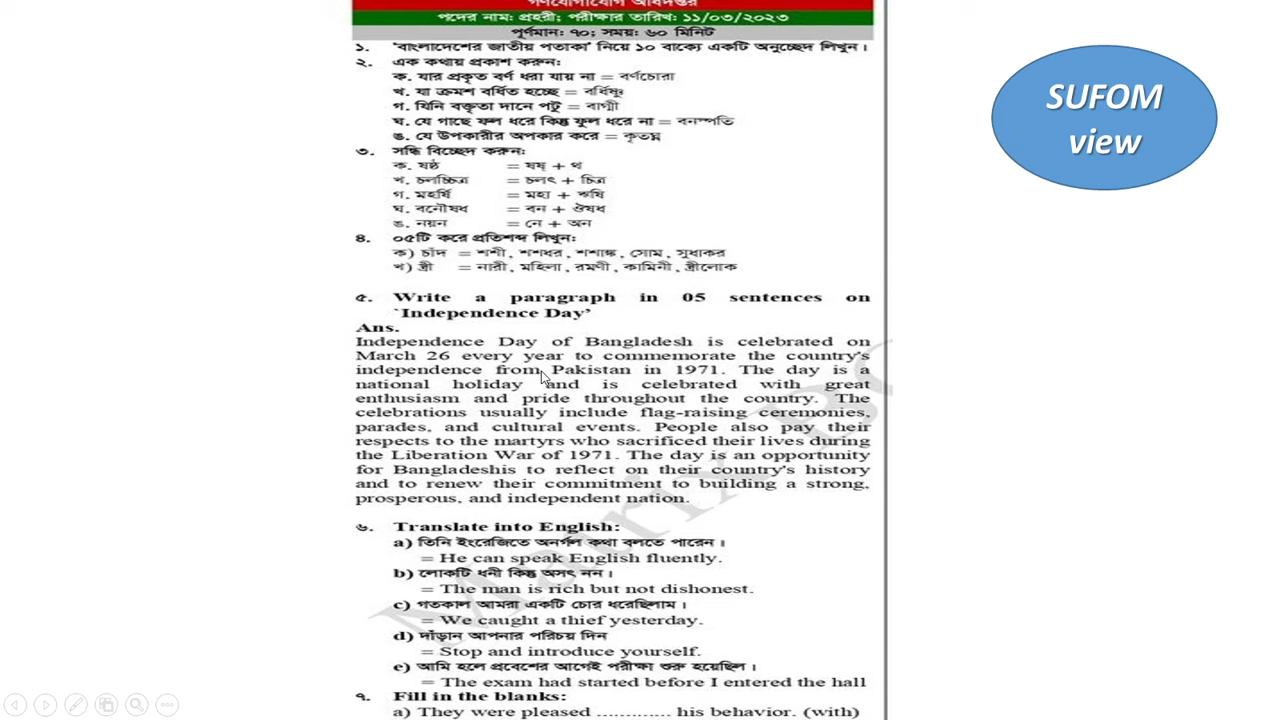 গণযোগাযোগ অধিদপ্তর
পদের নাম: প্রহরী; পরীক্ষার তারিখ: ১১/০৩/২০২৩
পূর্ণমান: ৭০; সময়: ৬০ মিনিট
১. 'বাংলাদেশের জাতীয় পতাকা' নিয়ে ১০ বাক্যে একটি অনুচ্ছেদ লিখুন।
২. এক কথায় প্রকাশ করুন:
ক. যার প্রকৃত বর্ণ ধরা যায় না = বর্ণচোরা
খ. যা ক্রমশ বর্ধিত হচ্ছে = বর্ধিষ্ণু
গ. যিনি বক্তৃতা দানে পটু = বাগ্মী
ঘ. যে গাছে ফল ধরে কিন্তু ফুল ধরে না = বনস্পতি
ঙ. যে উপকারীর অপকার করে = কৃতঘ্ন
৩. সন্ধি বিচ্ছেদ করুন:
ক. ষষ্ঠ = ষষ্ + থ
খ. চলচ্চিত্র = চলৎ + চিত্র
গ. মহর্ষি = মহা + ঋষি
ঘ. বনৌষধ = বন + ঔষধ
ঙ. নয়ন = নে + অন
৪. ০৫টি করে প্রতিশব্দ লিখুন:
ক) চাঁদ = শশী, শশধর, শশাঙ্ক, সোম, সুধাকর
খ) স্ত্রী = নারী, মহিলা, রমণী, কামিনী, স্ত্রীলোক
৫. Write a paragraph in 05 sentences on
`Independence Day'
Ans.
Independence Day of Bangladesh is celebrated on
March 26 every year to commemorate the country's
independence from Pakistan in 1971. The day is a
national holiday and is celebrated with great
enthusiasm and pride throughout the country. The
celebrations usually include flag-raising ceremonies,
parades, and cultural events. People also pay their
respects to the martyrs who sacrificed their lives during
the Liberation War of 1971. The day is an opportunity
for Bangladeshis to reflect on their country's history
and to renew their commitment to building a strong,
prosperous, and independent nation.
৬. Translate into English:
a) তিনি ইংরেজিতে অনর্গল কথা বলতে পারেন।
= He can speak English fluently.
b) লোকটি ধনী কিন্তু অসৎ নন।
= The man is rich but not dishonest.
c) গতকাল আমরা একটি চোর ধরেছিলাম।
= We caught a thief yesterday.
d) দাঁড়ান আপনার পরিচয় দিন
= Stop and introduce yourself.
e) আমি হলে প্রবেশের আগেই পরীক্ষা শুরু হয়েছিল।
= The exam had started before I entered the hall
৭. Fill in the blanks:
a) They were pleased ............. his behavior. (with)
SUFOM
view